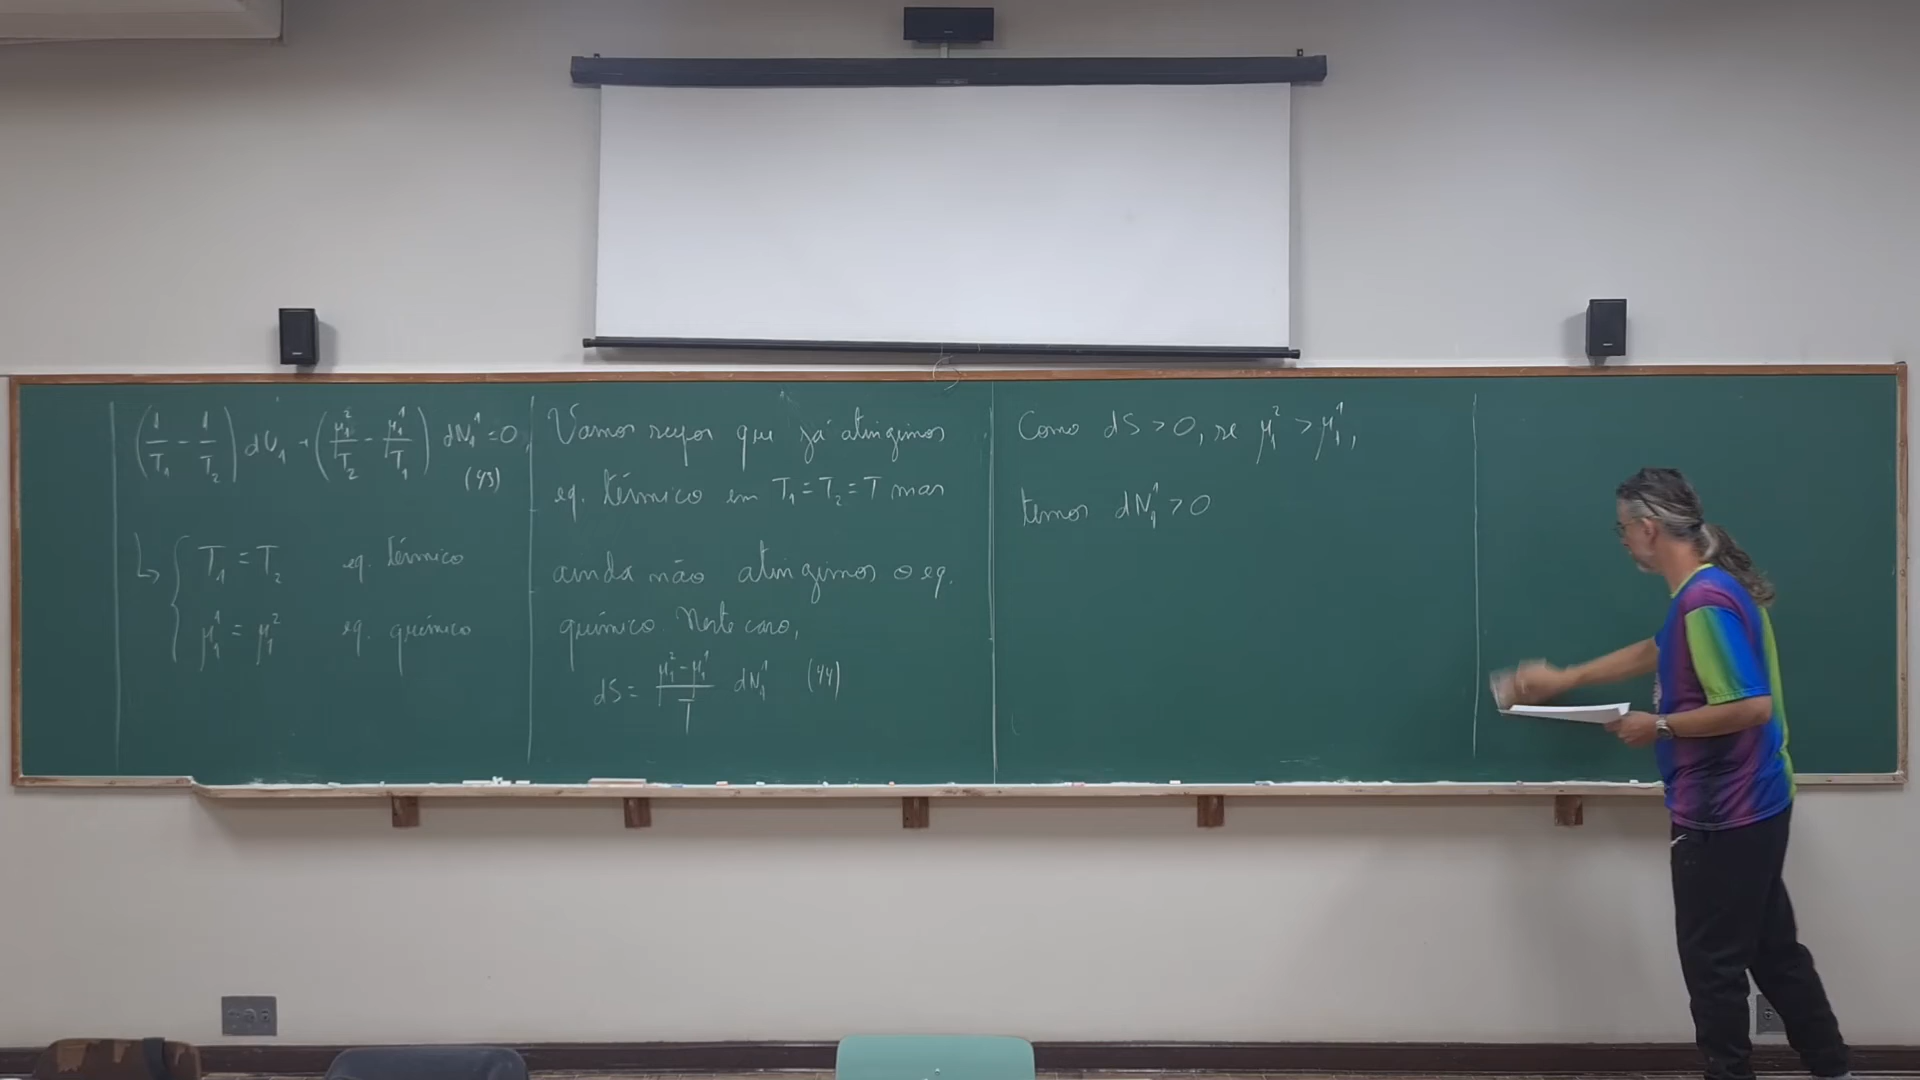 (1/T₁ - 1/T₂) dU₁ + (μ₁²/T₂ - μ₁¹/T₁) dN₁¹ = 0,
(43)
↳ { T₁ = T₂ eq. térmico
μ₁¹ = μ₁² eq. químico
Vamos supor que já atingimos
eq. térmico em T₁ = T₂ = T mas
ainda não atingimos o eq.
químico. Neste caso,
dS = (μ₁² - μ₁¹)/T dN₁¹ (44)
Como dS > 0, se μ₁² > μ₁¹,
temos dN₁¹ > 0